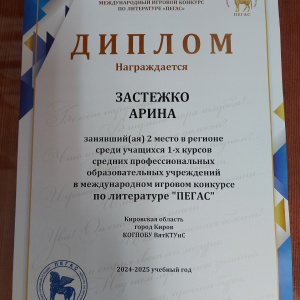 МЕЖДУНАРОДНЫЙ ИГРОВОЙ КОНКУРС
ПО ЛИТЕРАТУРЕ «ПЕГАС»
ПЕГАС
ДИПЛОМ
Награждается
ЗАСТЕЖКО
АРИНА
занявший(ая) 2 место в регионе
среди учащихся 1-х курсов
средних профессиональных
образовательных учреждений
в международном игровом конкурсе
по литературе "ПЕГАС"
Кировская область
город Киров
КОГПОБУ ВятКТУиС
ПЕГАС
2024-2025 учебный год